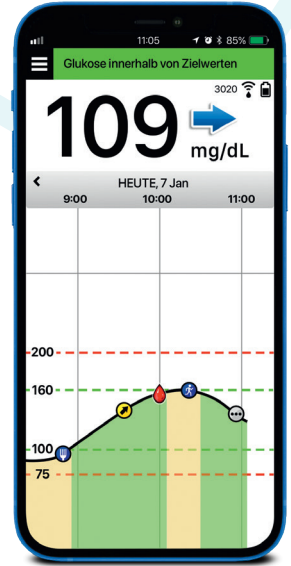 11:05 85%
Glukose innerhalb von Zielwerten
3020
109
mg/dL
HEUTE, 7 Jan
9:00 10:00 11:00
200
160
100
75